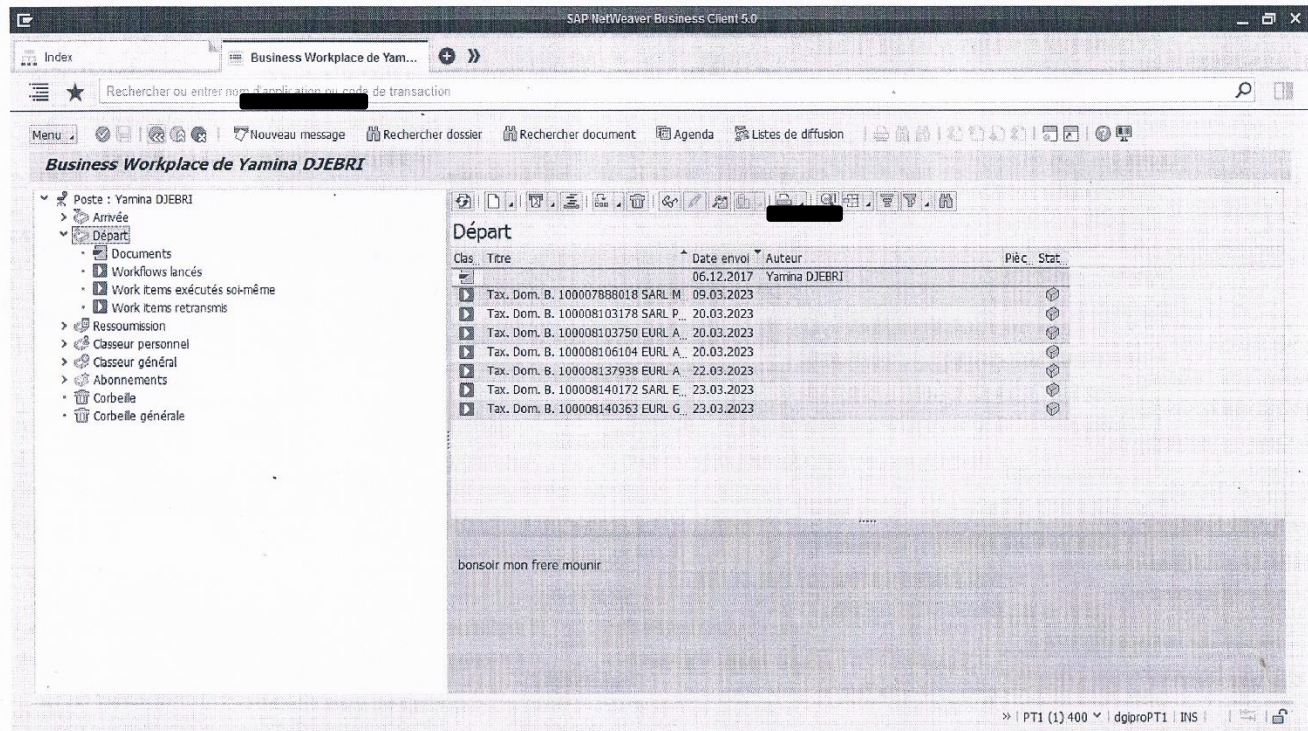 SAP NetWeaver Business Client 5.0
Index
Business Workplace de Yam...
Rechercher ou entrer nom d'application ou code de transaction
Menu
Nouveau message
Rechercher dossier
Rechercher document
Agenda
Listes de diffusion
Business Workplace de Yamina DJEBRI
Poste : Yamina DJEBRI
Arrivée
Départ
Documents
Workflows lancés
Work items exécutés soi-même
Work items retransmis
Ressoumission
Classeur personnel
Classeur général
Abonnements
Corbeille
Corbeille générale
Départ
Clas... Titre Date envoi Auteur Pièc... Stat...
06.12.2017 Yamina DJEBRI
Tax. Dom. B. 100007888018 SARL M... 09.03.2023
Tax. Dom. B. 100008103178 SARL P... 20.03.2023
Tax. Dom. B. 100008103750 EURL A... 20.03.2023
Tax. Dom. B. 100008106104 EURL A... 20.03.2023
Tax. Dom. B. 100008137938 EURL A... 22.03.2023
Tax. Dom. B. 100008140172 SARL E... 23.03.2023
Tax. Dom. B. 100008140363 EURL G... 23.03.2023
bonsoir mon frere mounir
PT1 (1) 400
dgiproPT1
INS